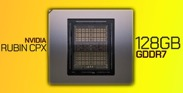 NVIDIA
RUBIN CPX
128GB
GDDR7